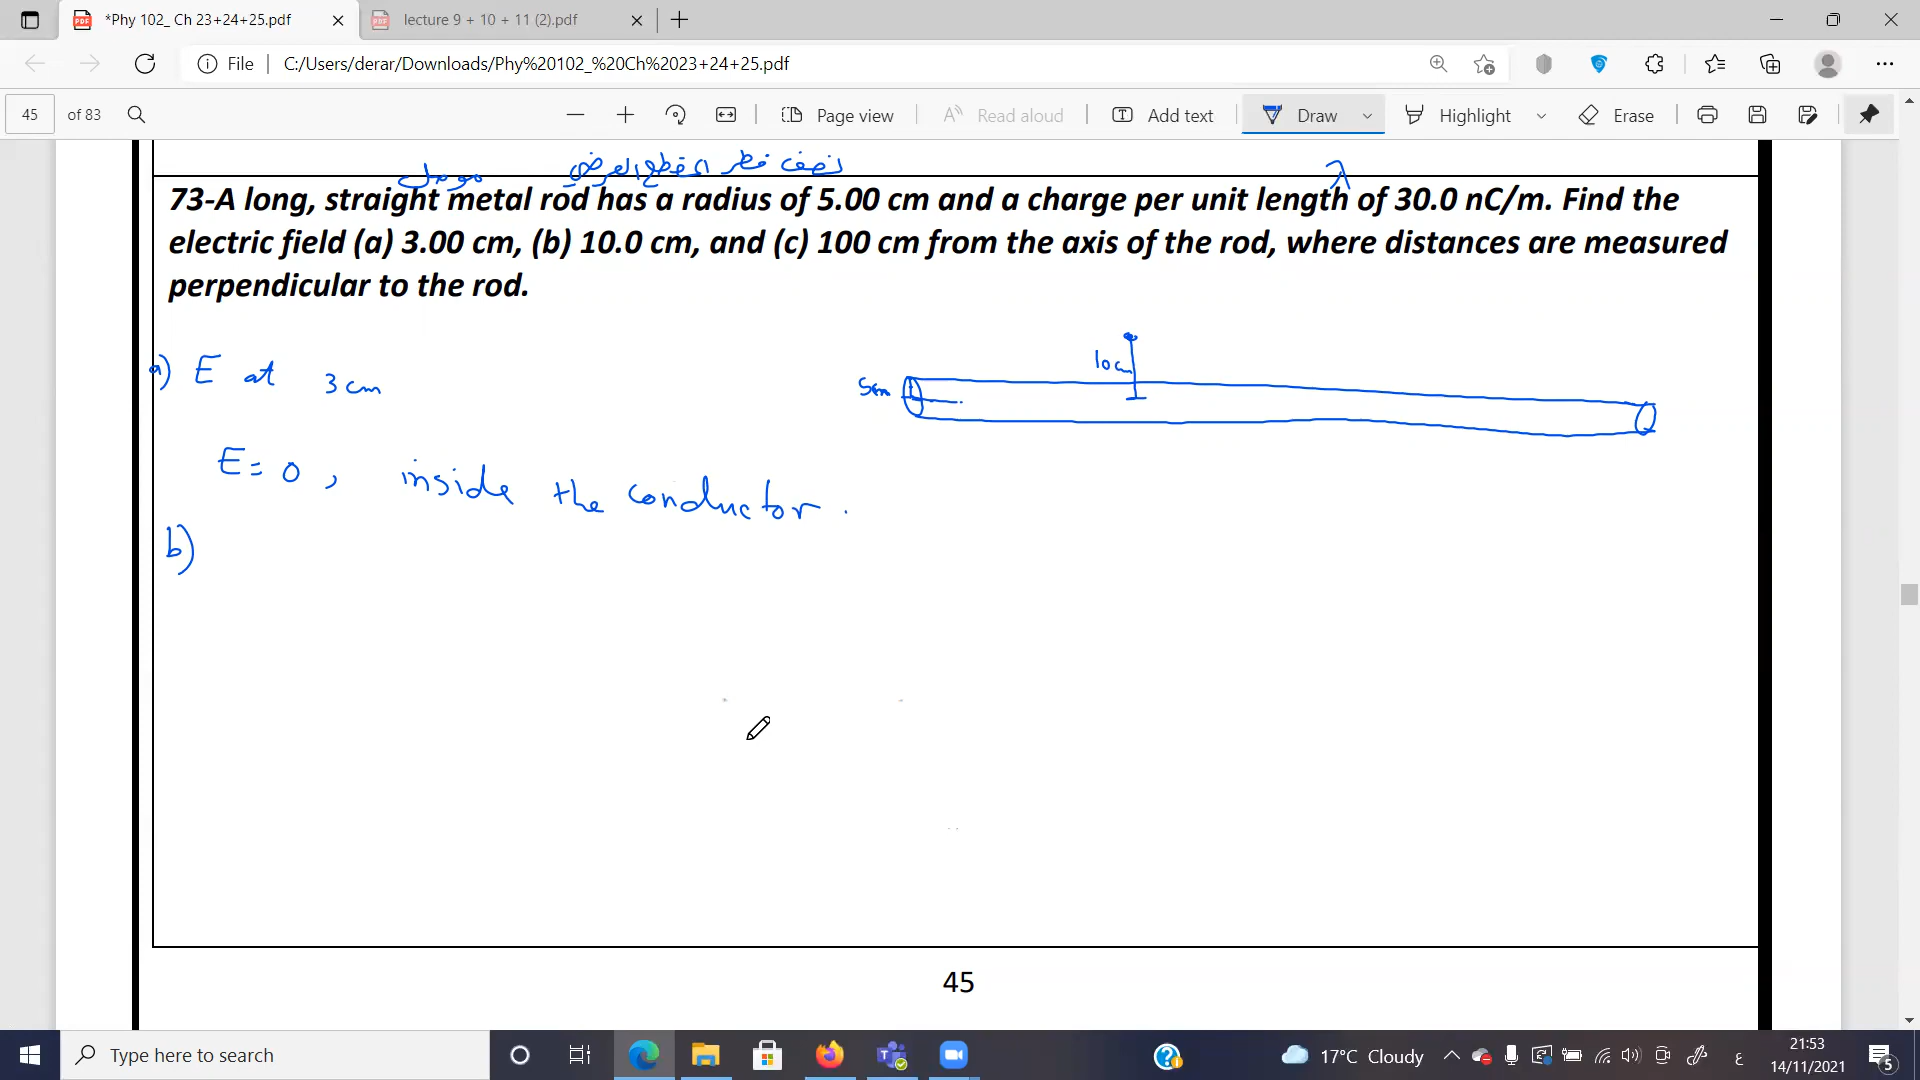 *Phy 102_ Ch 23+24+25.pdf
lecture 9 + 10 + 11 (2).pdf
File
C:/Users/derar/Downloads/Phy%20102_%20Ch%2023+24+25.pdf
45 of 83
Page view
Read aloud
Add text
Draw
Highlight
Erase
موصل نصف قطر المقطع العرضي λ
73-A long, straight metal rod has a radius of 5.00 cm and a charge per unit length of 30.0 nC/m. Find the
electric field (a) 3.00 cm, (b) 10.0 cm, and (c) 100 cm from the axis of the rod, where distances are measured
perpendicular to the rod.
a) E at 3 cm
10cm
5cm
E = 0 , inside the conductor .
b)
45
Type here to search
17°C Cloudy
ع
21:53
14/11/2021
5